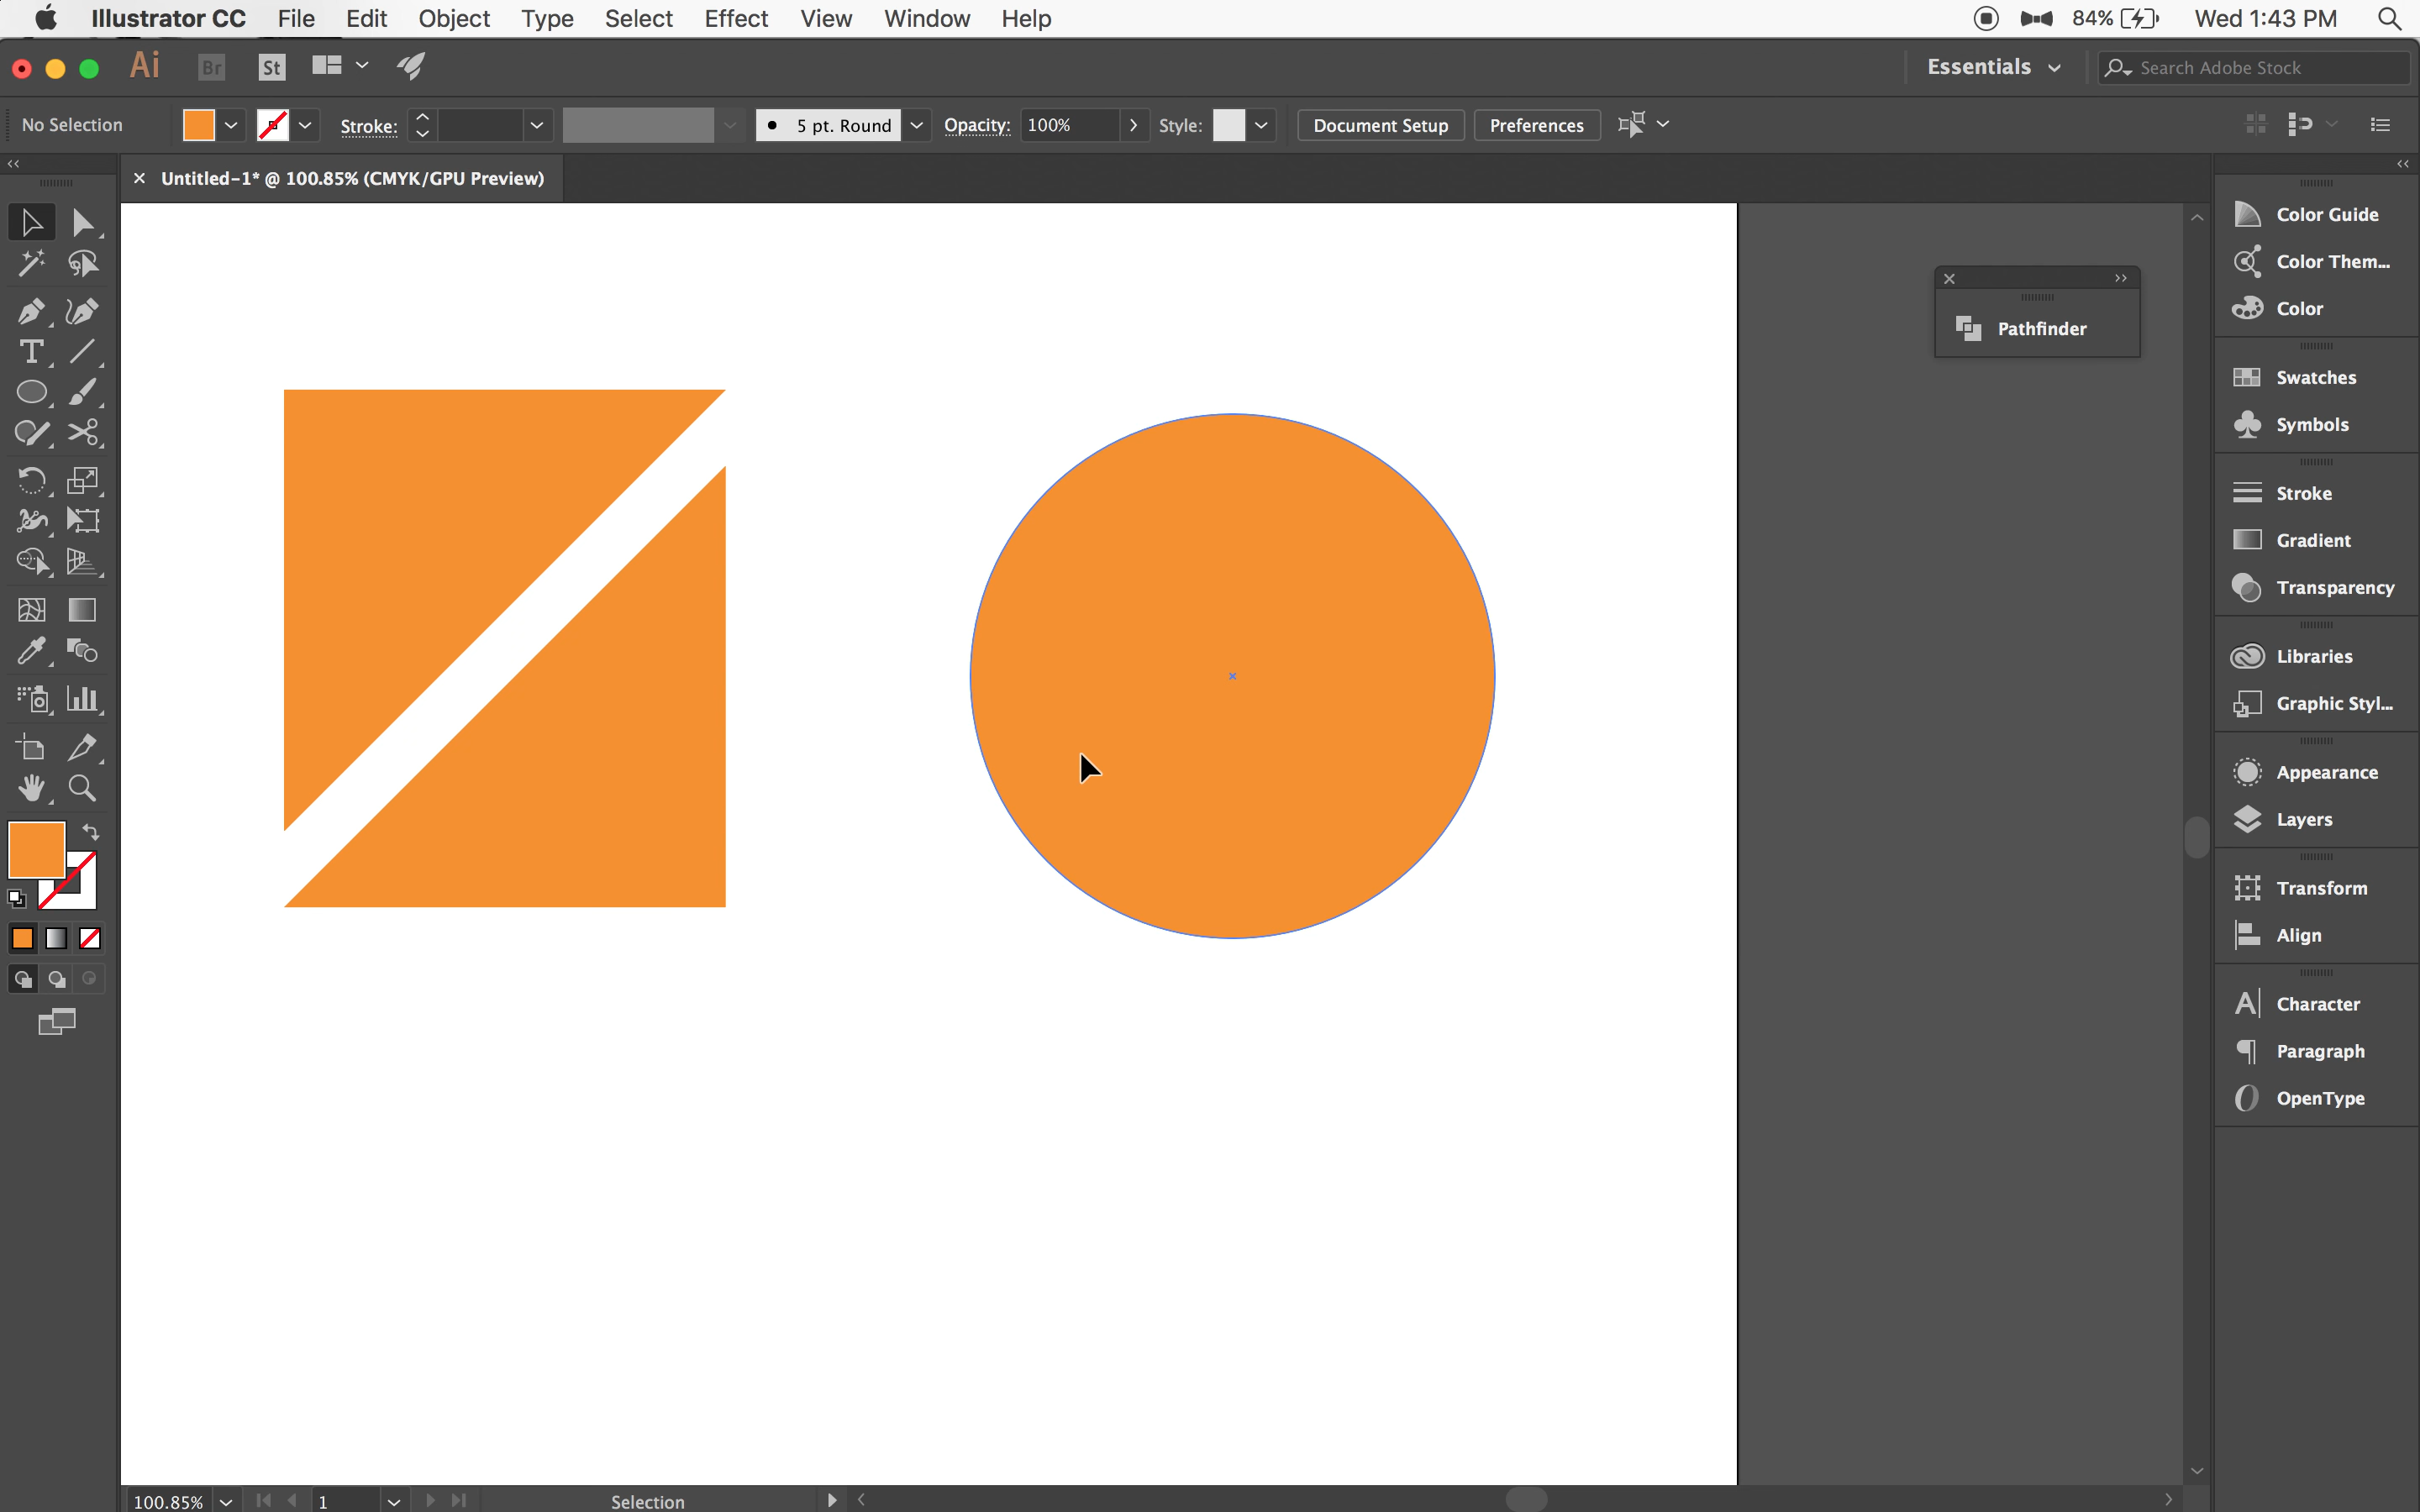 Illustrator CC File Edit Object Type Select Effect View Window Help 84% Wed 1:43 PM
Ai Br St Essentials Search Adobe Stock
No Selection Stroke: 5 pt. Round Opacity: 100% Style: Document Setup Preferences
Untitled-1* @ 100.85% (CMYK/GPU Preview)
Color Guide
Color Them...
Color
Pathfinder
Swatches
Symbols
Stroke
Gradient
Transparency
Libraries
Graphic Styl...
Appearance
Layers
Transform
Align
Character
Paragraph
OpenType
100.85% 1 Selection